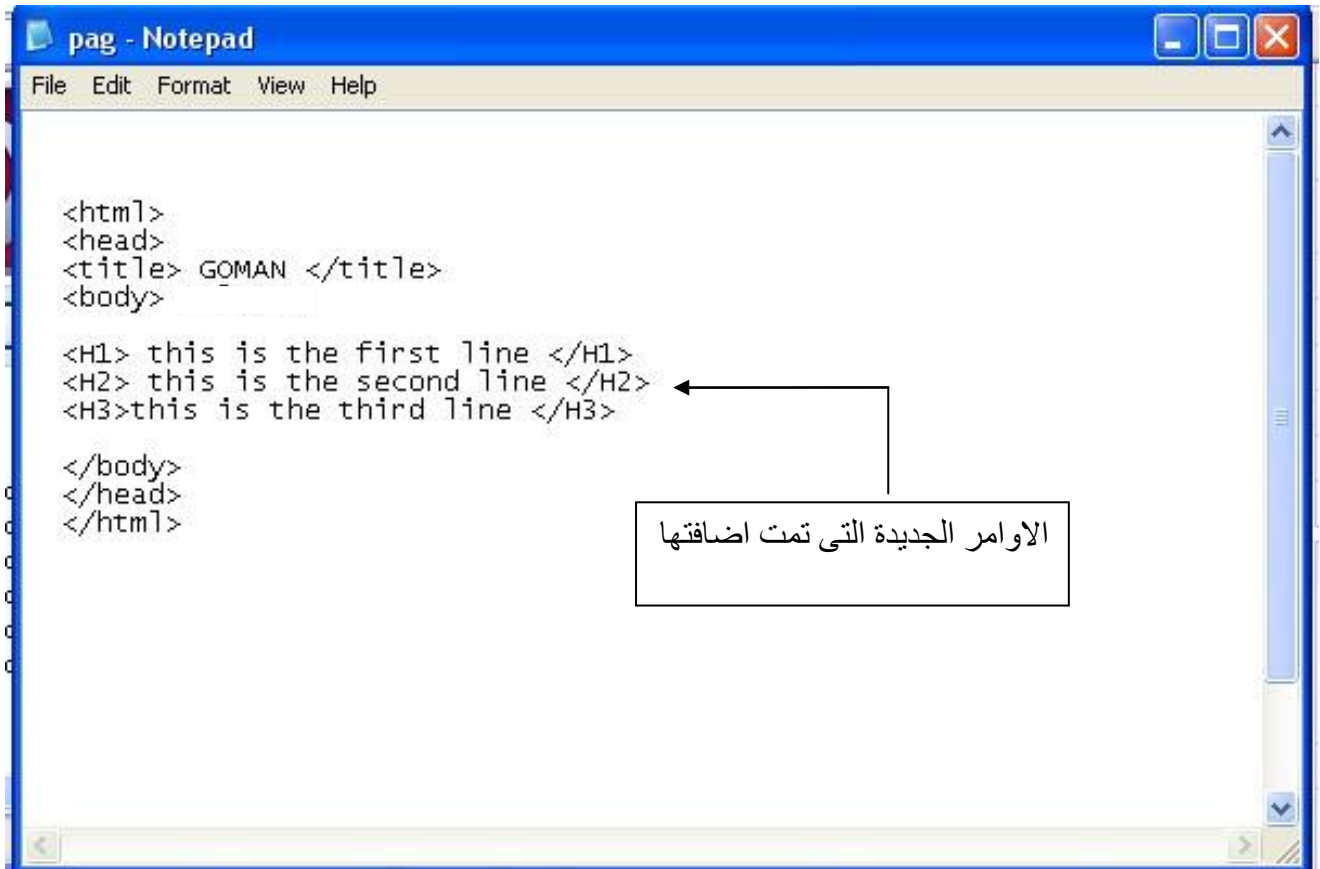 pag - Notepad
File Edit Format View Help
<html>
<head>
<title> GOMAN </title>
<body>
<H1> this is the first line </H1>
<H2> this is the second line </H2>
<H3>this is the third line </H3>
</body>
</head>
</html>
الاوامر الجديدة التى تمت اضافتها